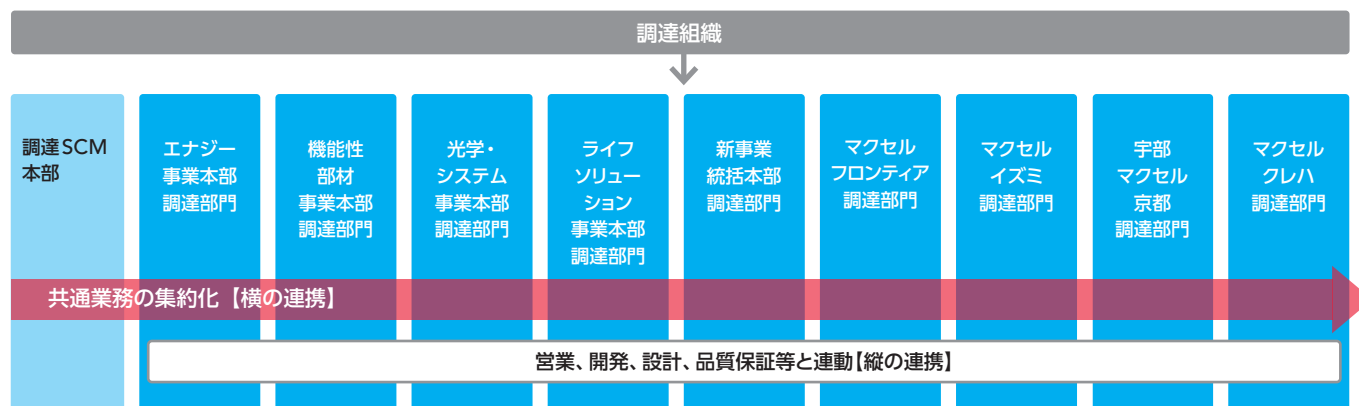 調達組織
調達SCM
本部
エナジー
事業本部
調達部門
機能性
部材
事業本部
調達部門
光学・
システム
事業本部
調達部門
ライフ
ソリュー
ション
事業本部
調達部門
新事業
統括本部
調達部門
マクセル
フロンティア
調達部門
マクセル
イズミ
調達部門
宇部
マクセル
京都
調達部門
マクセル
クレハ
調達部門
共通業務の集約化【横の連携】
営業、開発、設計、品質保証等と連動【縦の連携】